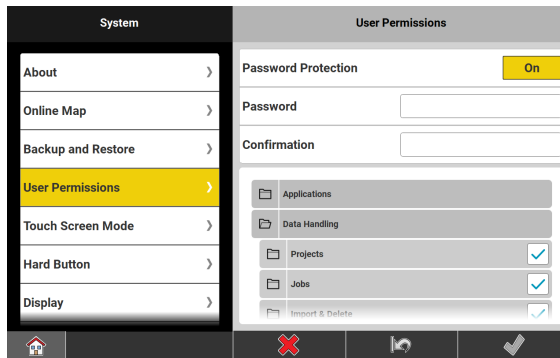 System
User Permissions
About
Online Map
Backup and Restore
User Permissions
Touch Screen Mode
Hard Button
Display
Password Protection
On
Password
Confirmation
Applications
Data Handling
Projects
Jobs
Import & Delete